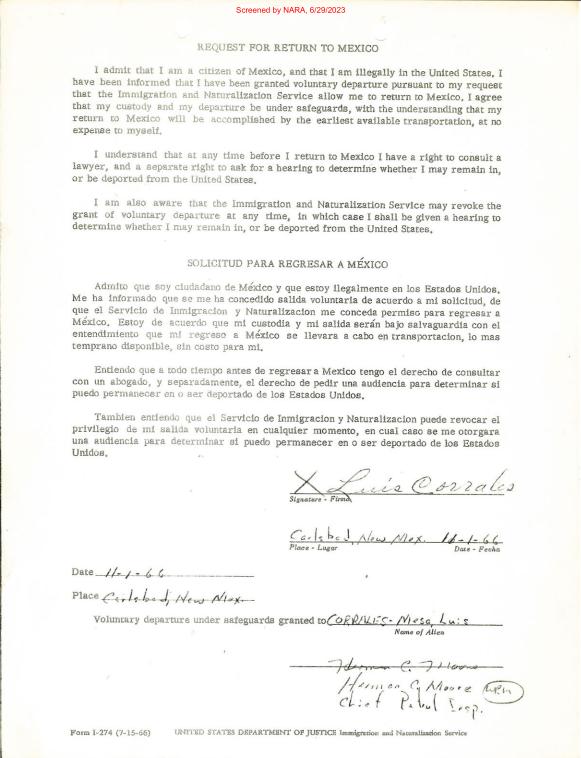 Screened by NARA, 6/29/2023
REQUEST FOR RETURN TO MEXICO
I admit that I am a citizen of Mexico, and that I am illegally in the United States. I
have been informed that I have been granted voluntary departure pursuant to my request
that the Immigration and Naturalization Service allow me to return to Mexico. I agree
that my custody and my departure be under safeguards, with the understanding that my
return to Mexico will be accomplished by the earliest available transportation, at no
expense to myself.
I understand that at any time before I return to Mexico I have a right to consult a
lawyer, and a separate right to ask for a hearing to determine whether I may remain in,
or be deported from the United States.
I am also aware that the Immigration and Naturalization Service may revoke the
grant of voluntary departure at any time, in which case I shall be given a hearing to
determine whether I may remain in, or be deported from the United States.
SOLICITUD PARA REGRESAR A MÉXICO
Admito que soy ciudadano de México y que estoy ilegalmente en los Estados Unidos.
Me ha informado que se me ha concedido salida voluntaria de acuerdo a mi solicitud, de
que el Servicio de Inmigracion y Naturalizacion me conceda permiso para regresar a
México. Estoy de acuerdo que mi custodia y mi salida serán bajo salvaguardia con el
entendimiento que mi regreso a México se llevara a cabo en transportacion, lo mas
temprano disponible, sin costo para mi.
Entiendo que a todo tiempo antes de regresar a Mexico tengo el derecho de consultar
con un abogado, y separadamente, el derecho de pedir una audiencia para determinar si
puedo permanecer en o ser deportado de los Estados Unidos.
Tambien entiendo que el Servicio de Inmigracion y Naturalizacion puede revocar el
privilegio de mi salida voluntaria en cualquier momento, en cual caso se me otorgara
una audiencia para determinar si puedo permanecer en o ser deportado de los Estados
Unidos.
X Luis Corrales
Signature - Firma
Carlsbad, New Mex. 11-1-66
Place - Lugar Date - Fecha
Date 11-1-66
Place Carlsbad, New Mex.
Voluntary departure under safeguards granted to CORRALES-Mesa, Luis
Name of Alien
Herman C. Moore
Herman C. Moore
Chief Patrol Insp.
Form I-274 (7-15-66) UNITED STATES DEPARTMENT OF JUSTICE Immigration and Naturalization Service